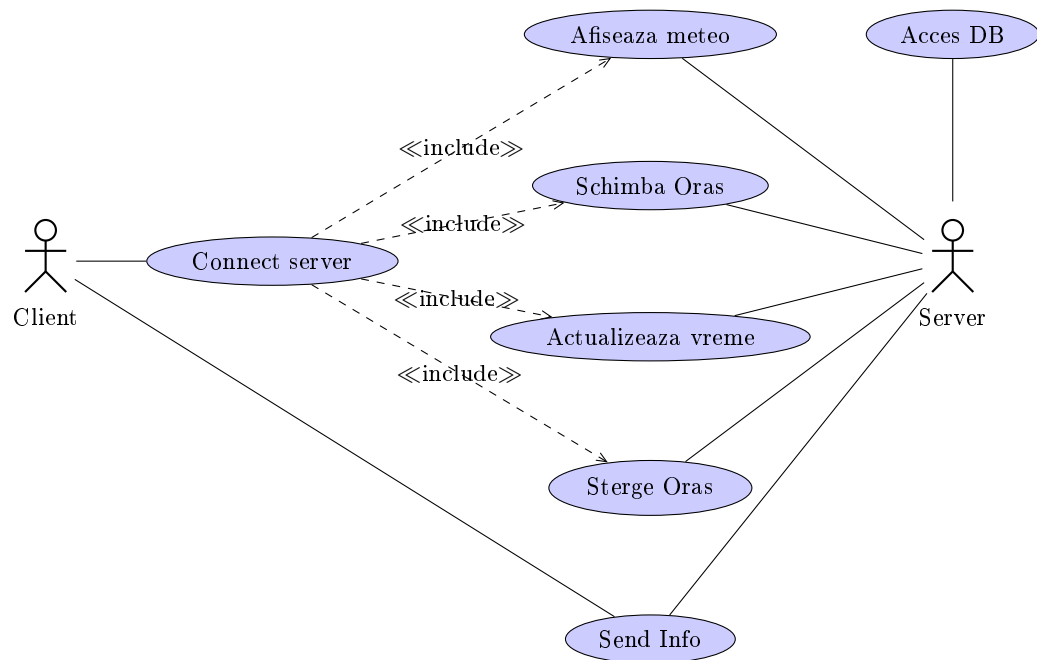 Afiseaza meteo
Acces DB
≪include≫
Schimba Oras
≪include≫
Connect server
≪include≫
Client
Server
Actualizeaza vreme
≪include≫
Sterge Oras
Send Info